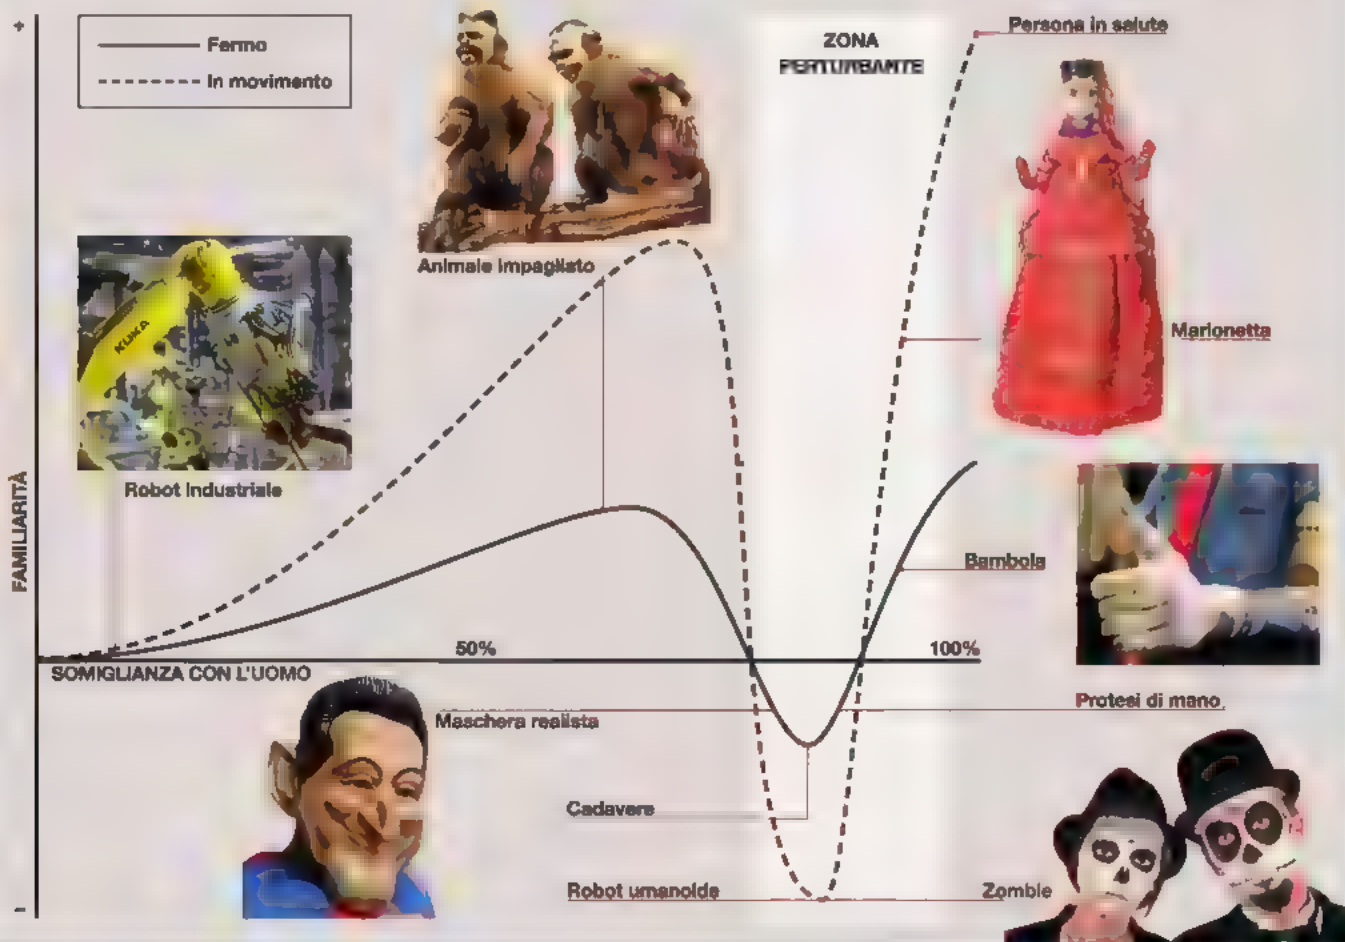 +
Fermo
In movimento
ZONA
PERTURBANTE
Persona in salute
Animale impagliato
KUKA
Marionetta
Robot industriale
FAMILIARITÀ
Bambola
50%
100%
SOMIGLIANZA CON L'UOMO
Maschera realista
Protesi di mano
Cadavere
Robot umanoide
Zombie
-